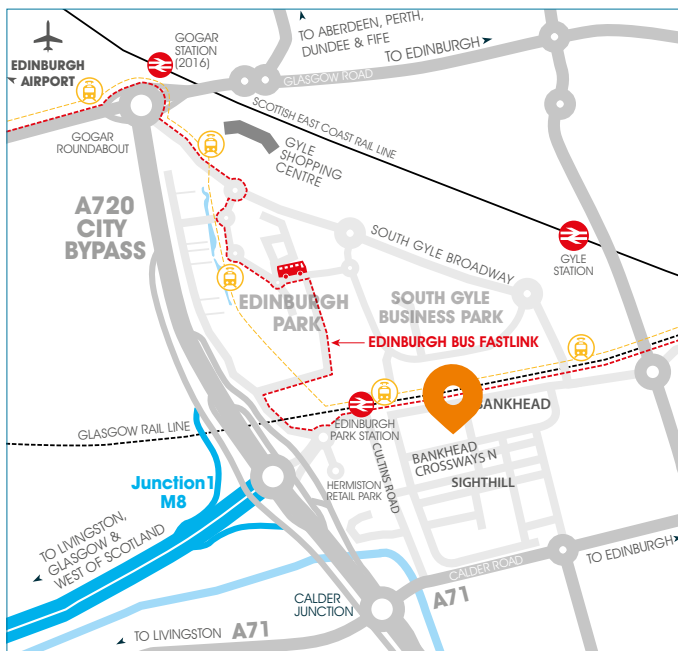 TO ABERDEEN, PERTH,
DUNDEE & FIFE
GOGAR
STATION
(2016)
TO EDINBURGH
EDINBURGH
AIRPORT
GLASGOW ROAD
SCOTTISH EAST COAST RAIL LINE
GOGAR
ROUNDABOUT
GYLE
SHOPPING
CENTRE
A720
CITY
BYPASS
SOUTH GYLE BROADWAY
GYLE
STATION
EDINBURGH
PARK
SOUTH GYLE
BUSINESS PARK
EDINBURGH BUS FASTLINK
BANKHEAD
GLASGOW RAIL LINE
EDINBURGH
PARK STATION
CULTINS ROAD
BANKHEAD
CROSSWAYS N
SIGHTHILL
HERMISTON
RETAIL PARK
Junction 1
M8
TO LIVINGSTON,
GLASGOW &
WEST OF SCOTLAND
TO EDINBURGH
CALDER ROAD
CALDER
JUNCTION
A71
TO LIVINGSTON A71